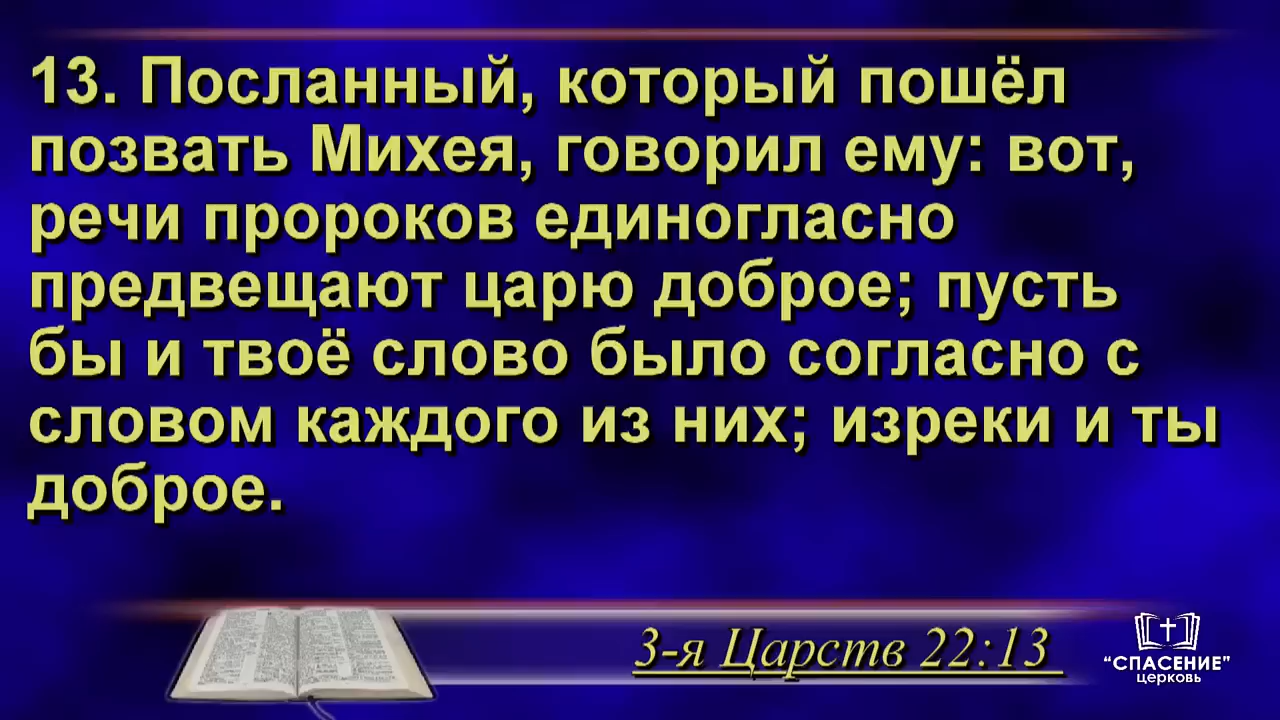 13. Посланный, который пошёл
позвать Михея, говорил ему: вот,
речи пророков единогласно
предвещают царю доброе; пусть
бы и твоё слово было согласно с
словом каждого из них; изреки и ты
доброе.
3-я Царств 22:13
“СПАСЕНИЕ”
церковь